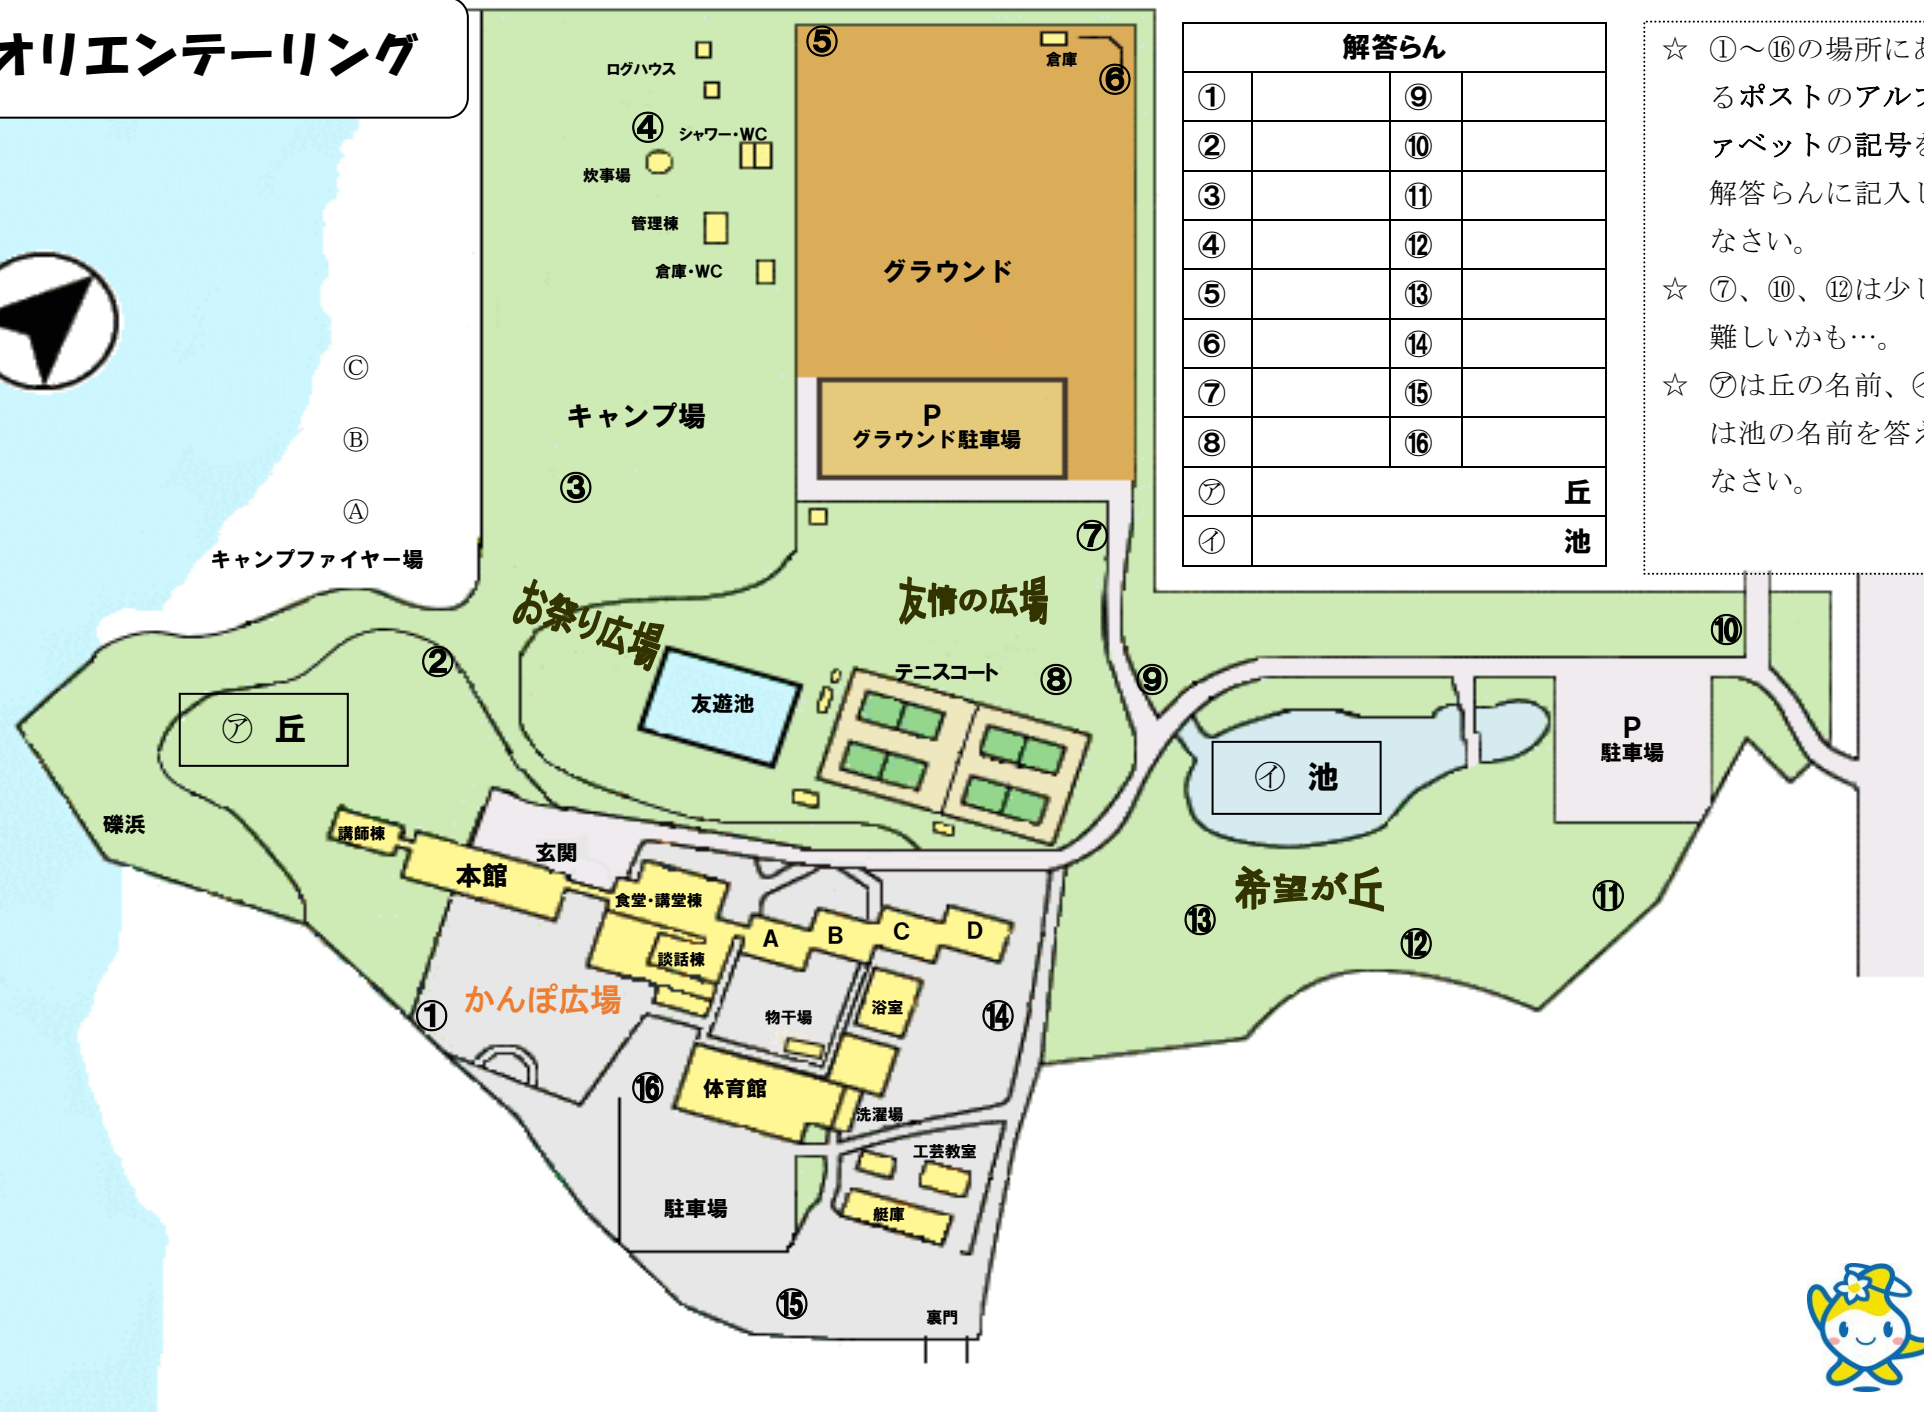 オリエンテーリング
解答らん
① ⑨
② ⑩
③ ⑪
④ ⑫
⑤ ⑬
⑥ ⑭
⑦ ⑮
⑧ ⑯
㋐ 丘
㋑ 池
☆ ①～⑯の場所にあ
るポストのアルフ
ァベットの記号を
解答らんに記入し
なさい。
☆ ⑦、⑩、⑫は少し
難しいかも…。
☆ ㋐は丘の名前、㋑
は池の名前を答え
なさい。
⑤
倉庫
⑥
ログハウス
④
シャワー・WC
炊事場
管理棟
倉庫・WC
グラウンド
Ⓒ
Ⓑ
Ⓐ
キャンプファイヤー場
キャンプ場
P
グラウンド駐車場
③
⑦
お祭り広場
友情の広場
②
友遊池
テニスコート
⑧
⑨
⑩
㋐ 丘
㋑ 池
P
駐車場
礫浜
講師棟
本館
玄関
食堂・講堂棟
談話棟
A
B
C
D
希望が丘
⑬
⑫
⑪
かんぽ広場
①
物干場
浴室
⑭
⑯
体育館
洗濯場
工芸教室
駐車場
艇庫
⑮
裏門